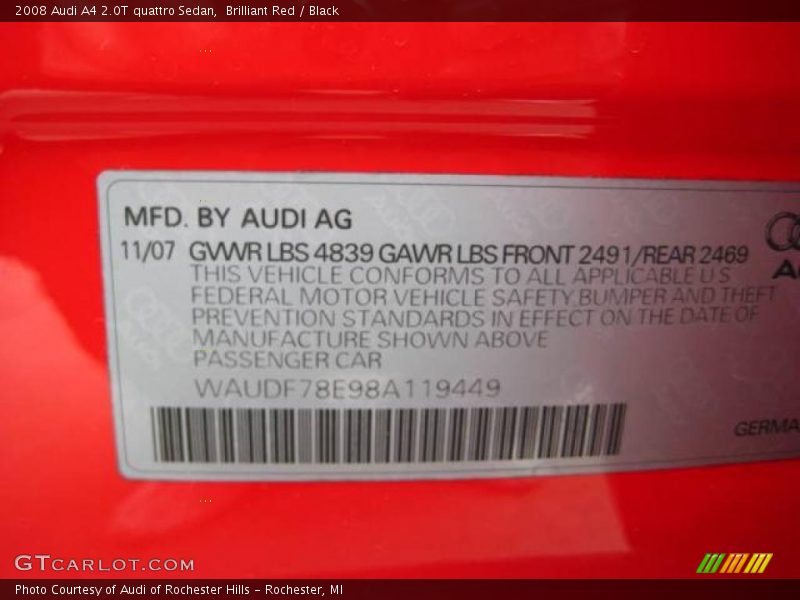 2008 Audi A4 2.0T quattro Sedan,  Brilliant Red / Black
MFD. BY AUDI AG
11/07 GVWR LBS 4839 GAWR LBS FRONT 2491/REAR 2469
THIS VEHICLE CONFORMS TO ALL APPLICABLE U S
FEDERAL MOTOR VEHICLE SAFETY, BUMPER AND THEFT
PREVENTION STANDARDS IN EFFECT ON THE DATE OF
MANUFACTURE SHOWN ABOVE
PASSENGER CAR
WAUDF78E98A119449
GTCARLOT.COM
Photo Courtesy of Audi of Rochester Hills - Rochester, MI